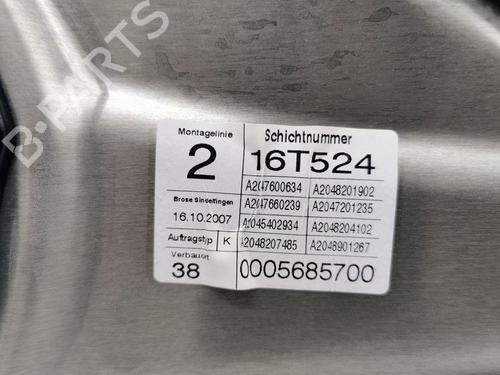 B-PARTS
Montagelinie
2
Schichtnummer
16T524
A2047600634 A2048201902
Brose Sindelfingen
16.10.2007
A2047660239 A2047201235
A2045402934 A2048204102
Auftragstyp K
A2048207485 A2048901267
Verbauort
38
0005685700